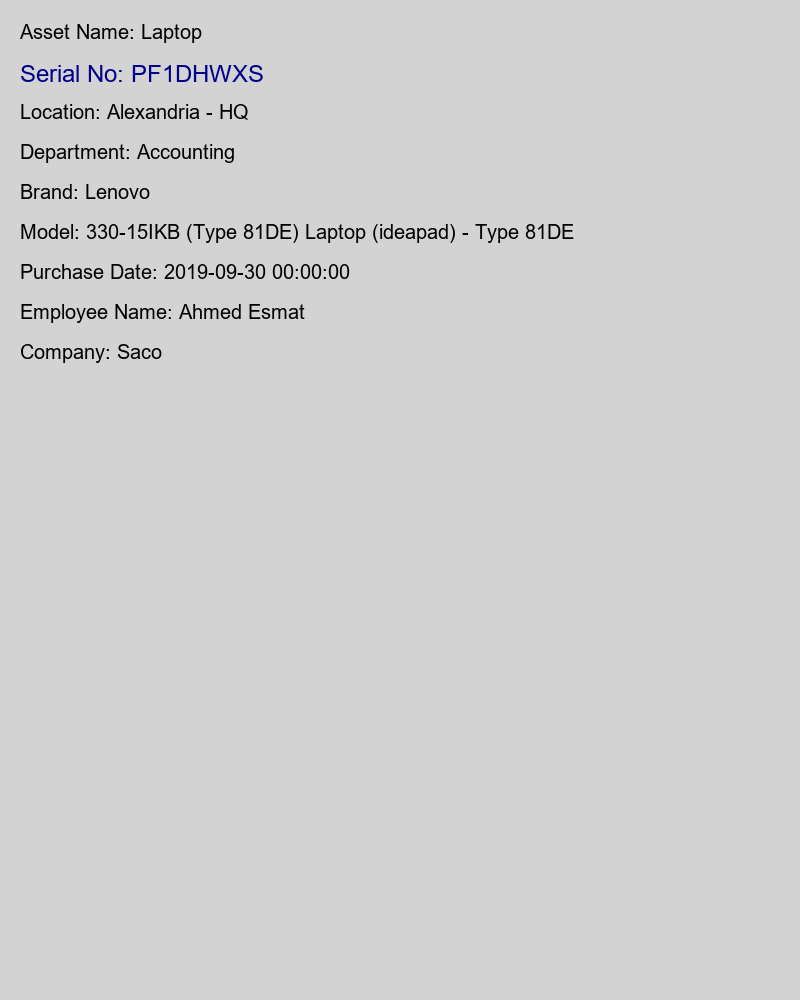 Asset Name: Laptop
Serial No: PF1DHWXS
Location: Alexandria - HQ
Department: Accounting
Brand: Lenovo
Model: 330-15IKB (Type 81DE) Laptop (ideapad) - Type 81DE
Purchase Date: 2019-09-30 00:00:00
Employee Name: Ahmed Esmat
Company: Saco